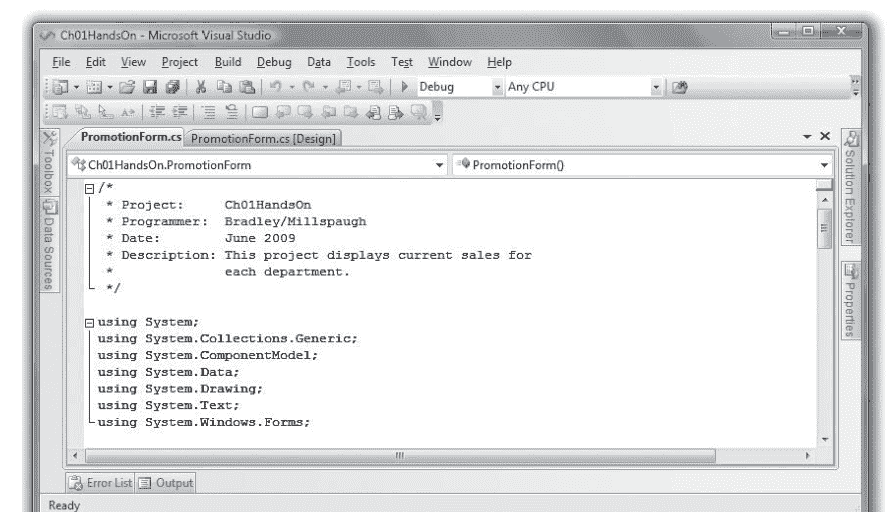 Ch01HandsOn - Microsoft Visual Studio
File Edit View Project Build Debug Data Tools Test Window Help
Debug Any CPU
PromotionForm.cs PromotionForm.cs [Design]
Toolbox
Data Sources
Solution Explorer
Properties
Ch01HandsOn.PromotionForm PromotionForm()
/*
* Project: Ch01HandsOn
* Programmer: Bradley/Millspaugh
* Date: June 2009
* Description: This project displays current sales for
* each department.
*/
using System;
using System.Collections.Generic;
using System.ComponentModel;
using System.Data;
using System.Drawing;
using System.Text;
using System.Windows.Forms;
Error List Output
Ready